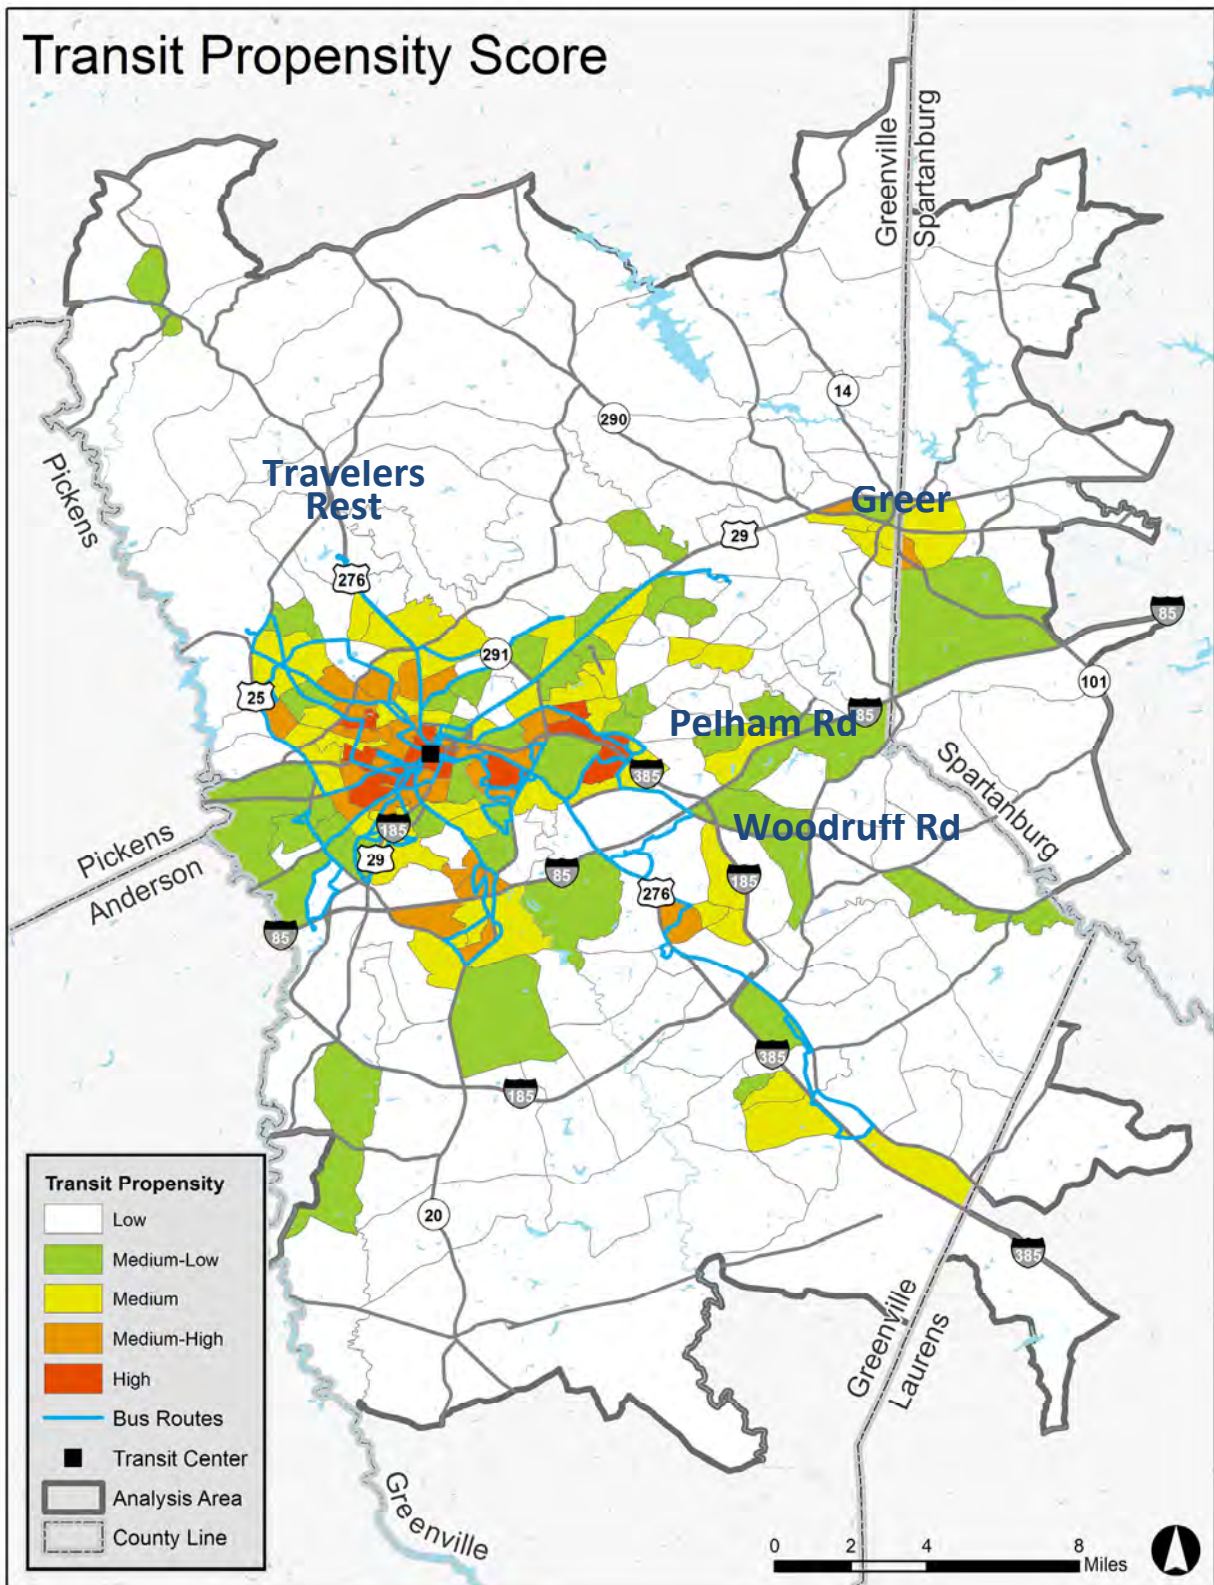 Transit Propensity Score
Greenville
Spartanburg
14
290
Pickens
Travelers
Rest
Greer
29
276
85
291
25
101
Pelham Rd
85
385
Spartanburg
Woodruff Rd
185
Pickens
Anderson
29
85
185
276
85
385
185
Transit Propensity
Low
Medium-Low
Medium
Medium-High
High
Bus Routes
Transit Center
Analysis Area
County Line
20
385
Greenville
Laurens
Greenville
0 2 4 8
Miles